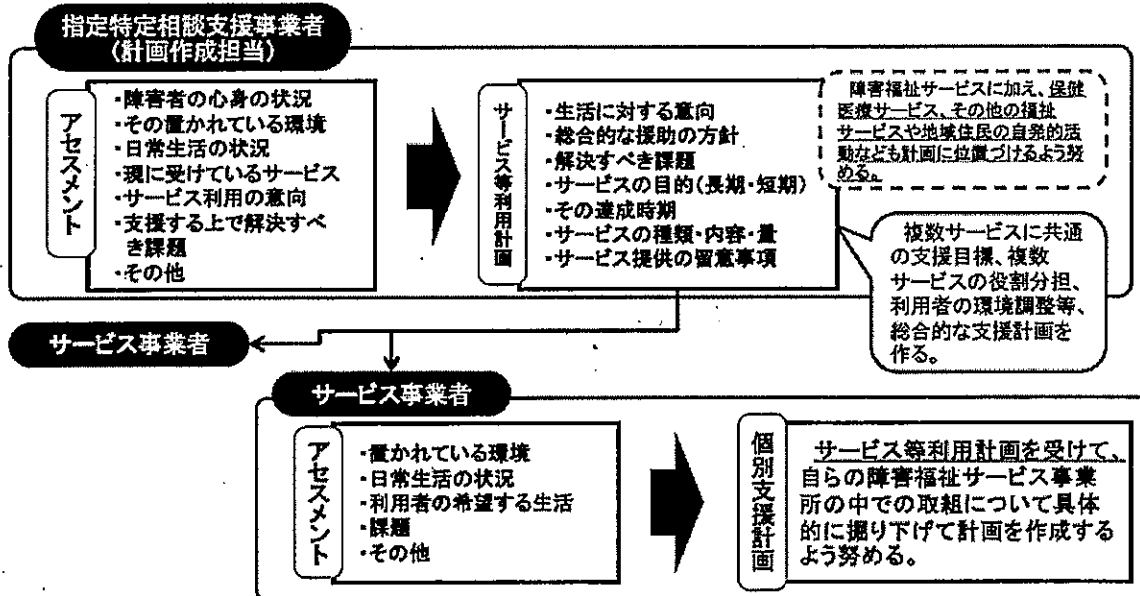 指定特定相談支援事業者
(計画作成担当)
アセスメント
・障害者の心身の状況
・その置かれている環境
・日常生活の状況
・現に受けているサービス
・サービス利用の意向
・支援する上で解決すべ
き課題
・その他
サービス等利用計画
・生活に対する意向
・総合的な援助の方針
・解決すべき課題
・サービスの目的(長期・短期)
・その達成時期
・サービスの種類・内容・量
・サービス提供の留意事項
障害福祉サービスに加え、保健
医療サービス、その他の福祉
サービスや地域住民の自発的活
動なども計画に位置づけるよう努
める。
複数サービスに共通
の支援目標、複数
サービスの役割分担、
利用者の環境調整等、
総合的な支援計画を
作る。
サービス事業者
サービス事業者
アセスメント
・置かれている環境
・日常生活の状況
・利用者の希望する生活
・課題
・その他
個別支援計画
サービス等利用計画を受けて、
自らの障害福祉サービス事業
所の中での取組について具体
的に掘り下げて計画を作成する
よう努める。